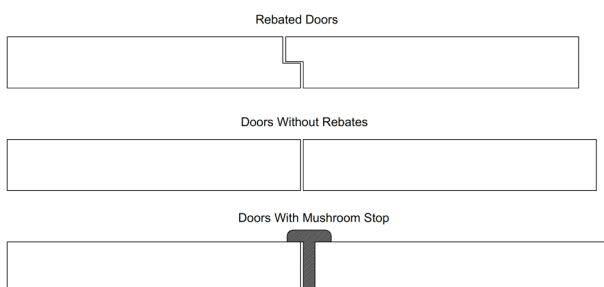 Rebated Doors
Doors Without Rebates
Doors With Mushroom Stop